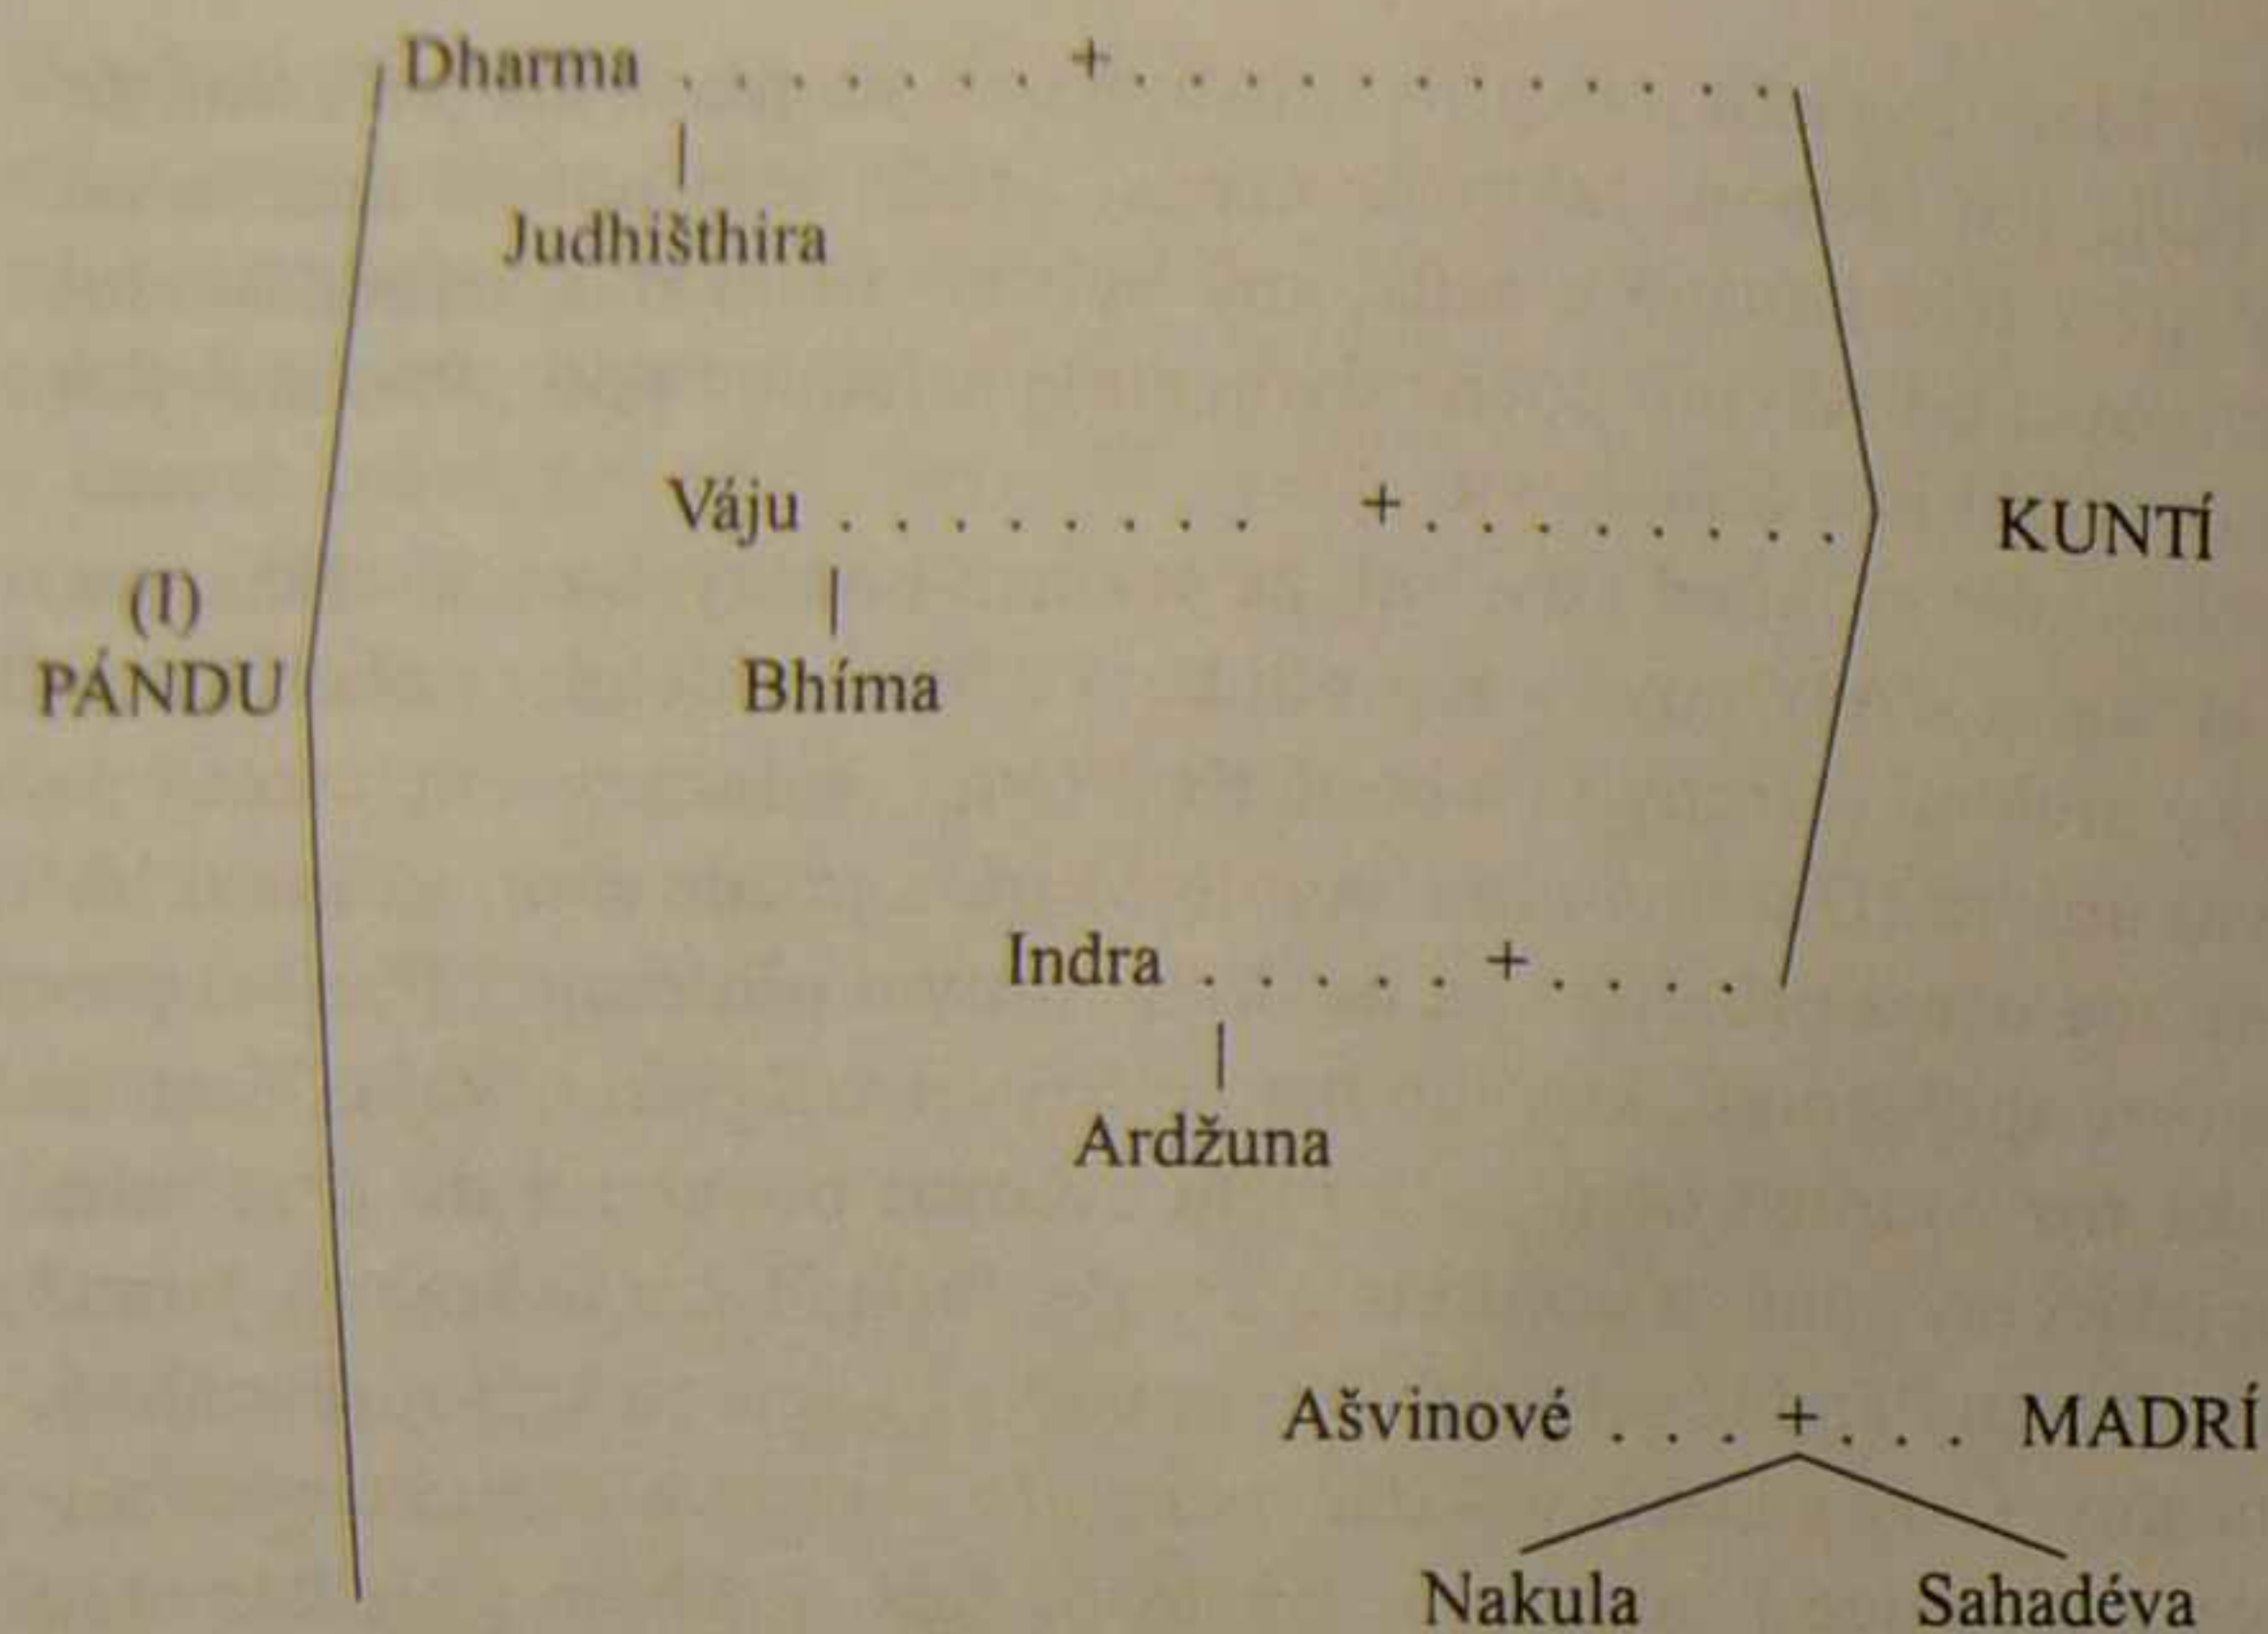 Dharma . . . . . . . + . . . . . . . . . . . .
Judhišthira
Váju . . . . . . . . + . . . . . . . .
KUNTÍ
(I)
PÁNDU
Bhíma
Indra . . . . . + . . . .
Ardžuna
Ašvinové . . . + . . . MADRÍ
Nakula Sahadéva